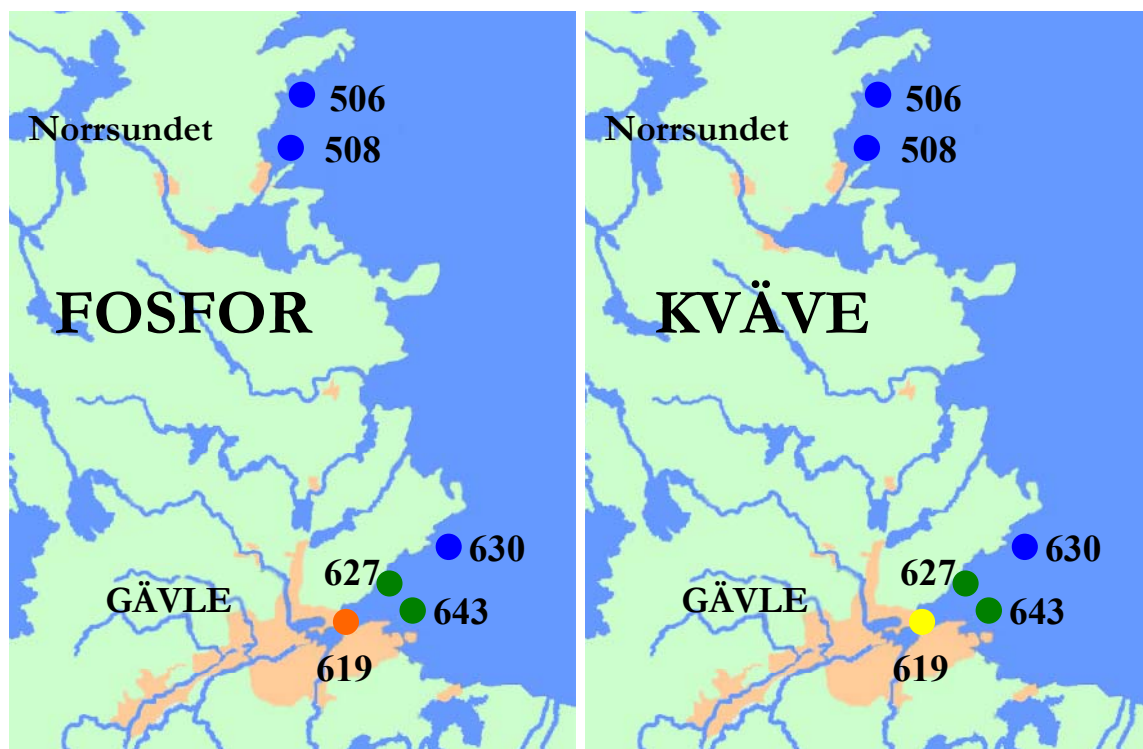 506
Norrsundet
508
FOSFOR
630
627
GÄVLE
643
619
506
Norrsundet
508
KVÄVE
630
627
GÄVLE
643
619